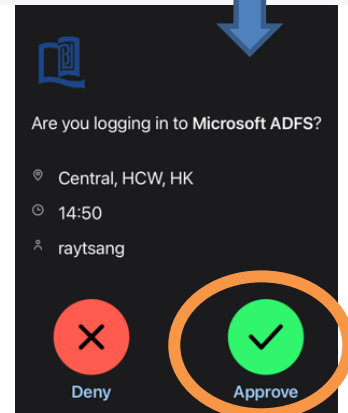 Are you logging in to Microsoft ADFS?
Central, HCW, HK
14:50
raytsang
Deny
Approve